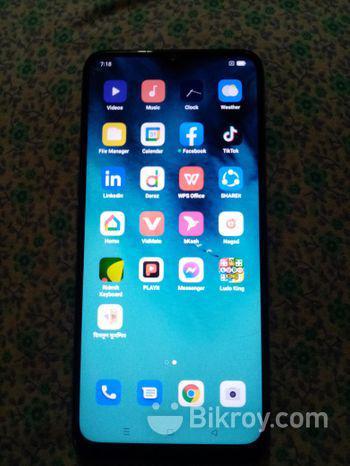 7:18
Videos Music Clock Weather
File Manager Calendar Facebook TikTok
LinkedIn Daraz WPS Office SHAREit
Home VidMate bKash Nagad
Ridmik Keyboard PLAYit Messenger Ludo King
Bikroy.com